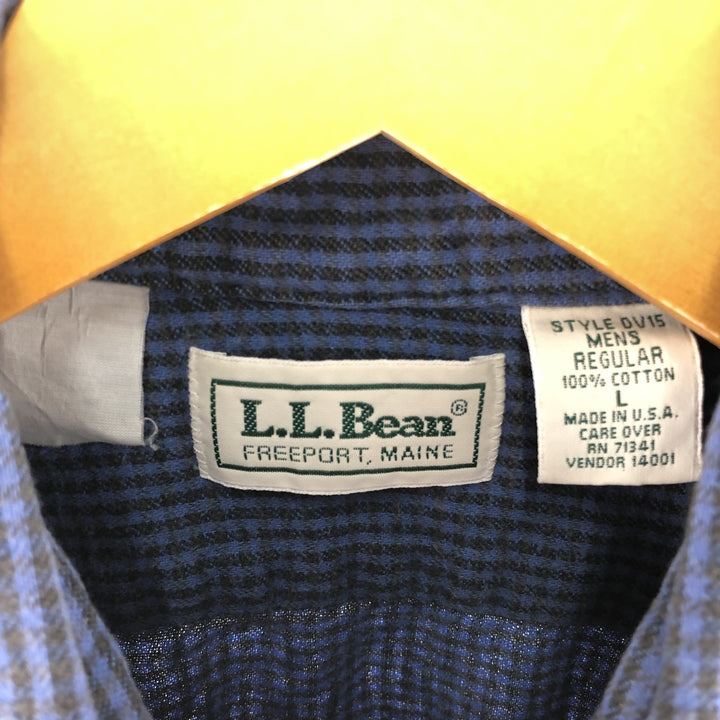 L.L.Bean®
FREEPORT, MAINE
STYLE DV15
MENS
REGULAR
100% COTTON
L
MADE IN U.S.A.
CARE OVER
RN 71341
VENDOR 14001